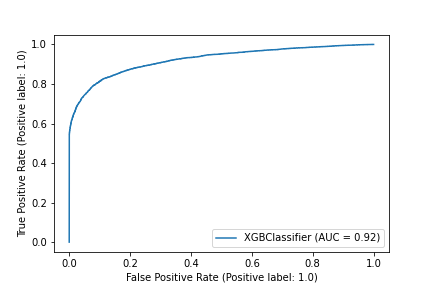 True Positive Rate (Positive label: 1.0)
1.0
0.8
0.6
0.4
0.2
0.0
XGBClassifier (AUC = 0.92)
0.0 0.2 0.4 0.6 0.8 1.0
False Positive Rate (Positive label: 1.0)